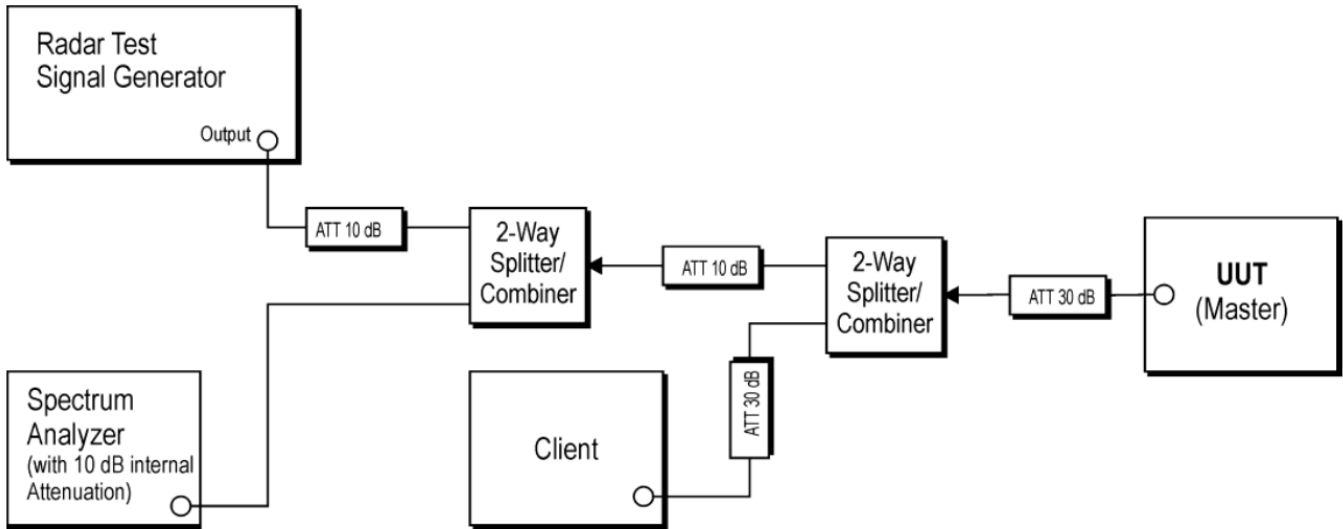 Radar Test
Signal Generator
Output
ATT 10 dB
2-Way
Splitter/
Combiner
ATT 10 dB
2-Way
Splitter/
Combiner
ATT 30 dB
UUT
(Master)
Spectrum
Analyzer
(with 10 dB internal
Attenuation)
Client
ATT 30 dB